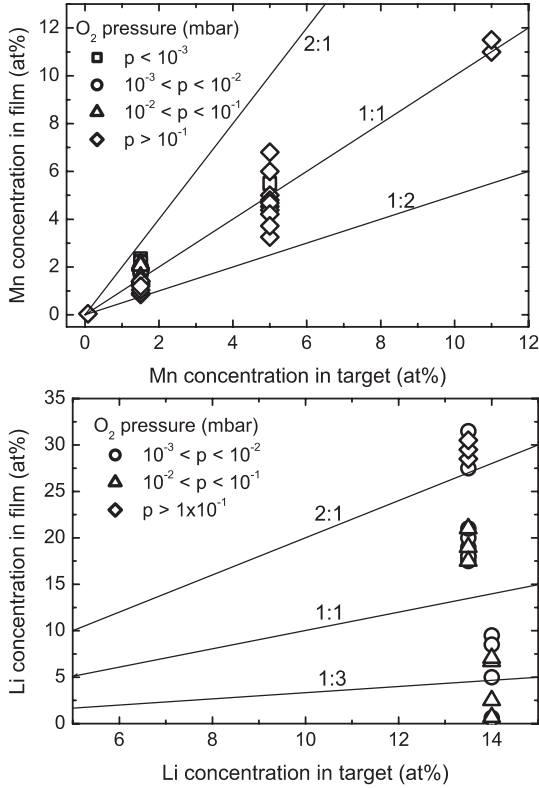 O₂ pressure (mbar)
p < 10⁻³
10⁻³ < p < 10⁻²
10⁻² < p < 10⁻¹
p > 10⁻¹
2:1
1:1
1:2
12
10
8
6
4
2
0
0 2 4 6 8 10 12
Mn concentration in film (at%)
Mn concentration in target (at%)
O₂ pressure (mbar)
10⁻³ < p < 10⁻²
10⁻² < p < 10⁻¹
p > 1x10⁻¹
2:1
1:1
1:3
35
30
25
20
15
10
5
0
6 8 10 12 14
Li concentration in film (at%)
Li concentration in target (at%)